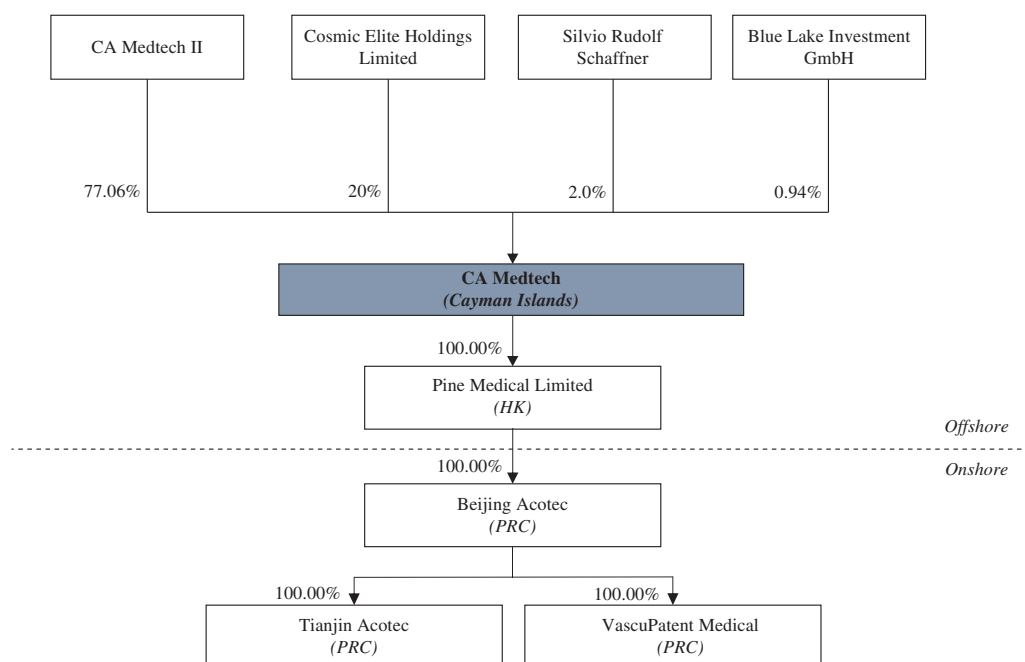 CA Medtech II
Cosmic Elite Holdings
Limited
Silvio Rudolf
Schaffner
Blue Lake Investment
GmbH
77.06%
20%
2.0%
0.94%
CA Medtech
(Cayman Islands)
100.00%
Pine Medical Limited
(HK)
Offshore
100.00%
Onshore
Beijing Acotec
(PRC)
100.00%
100.00%
Tianjin Acotec
(PRC)
VascuPatent Medical
(PRC)